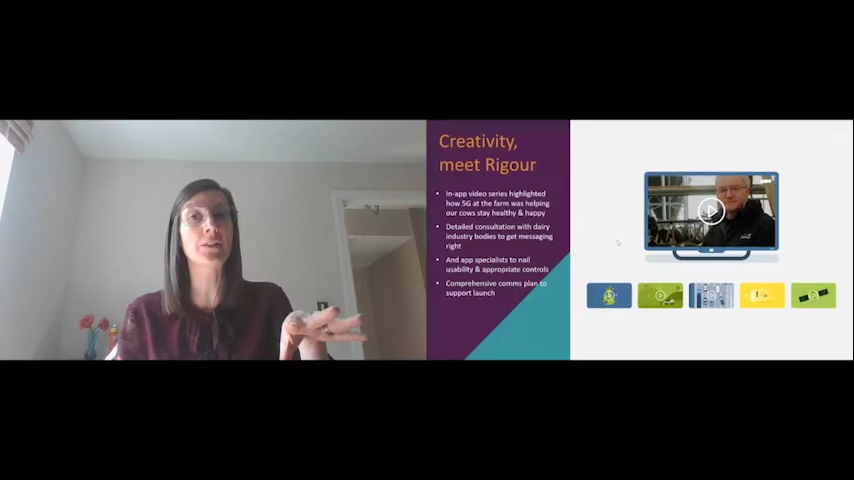 Creativity,
meet Rigour
• In-app video series highlighted
how 5G at the farm was helping
our cows stay healthy & happy
• Detailed consultation with dairy
industry bodies to get messaging
right
• And app specialists to nail
usability & appropriate controls
• Comprehensive comms plan to
support launch